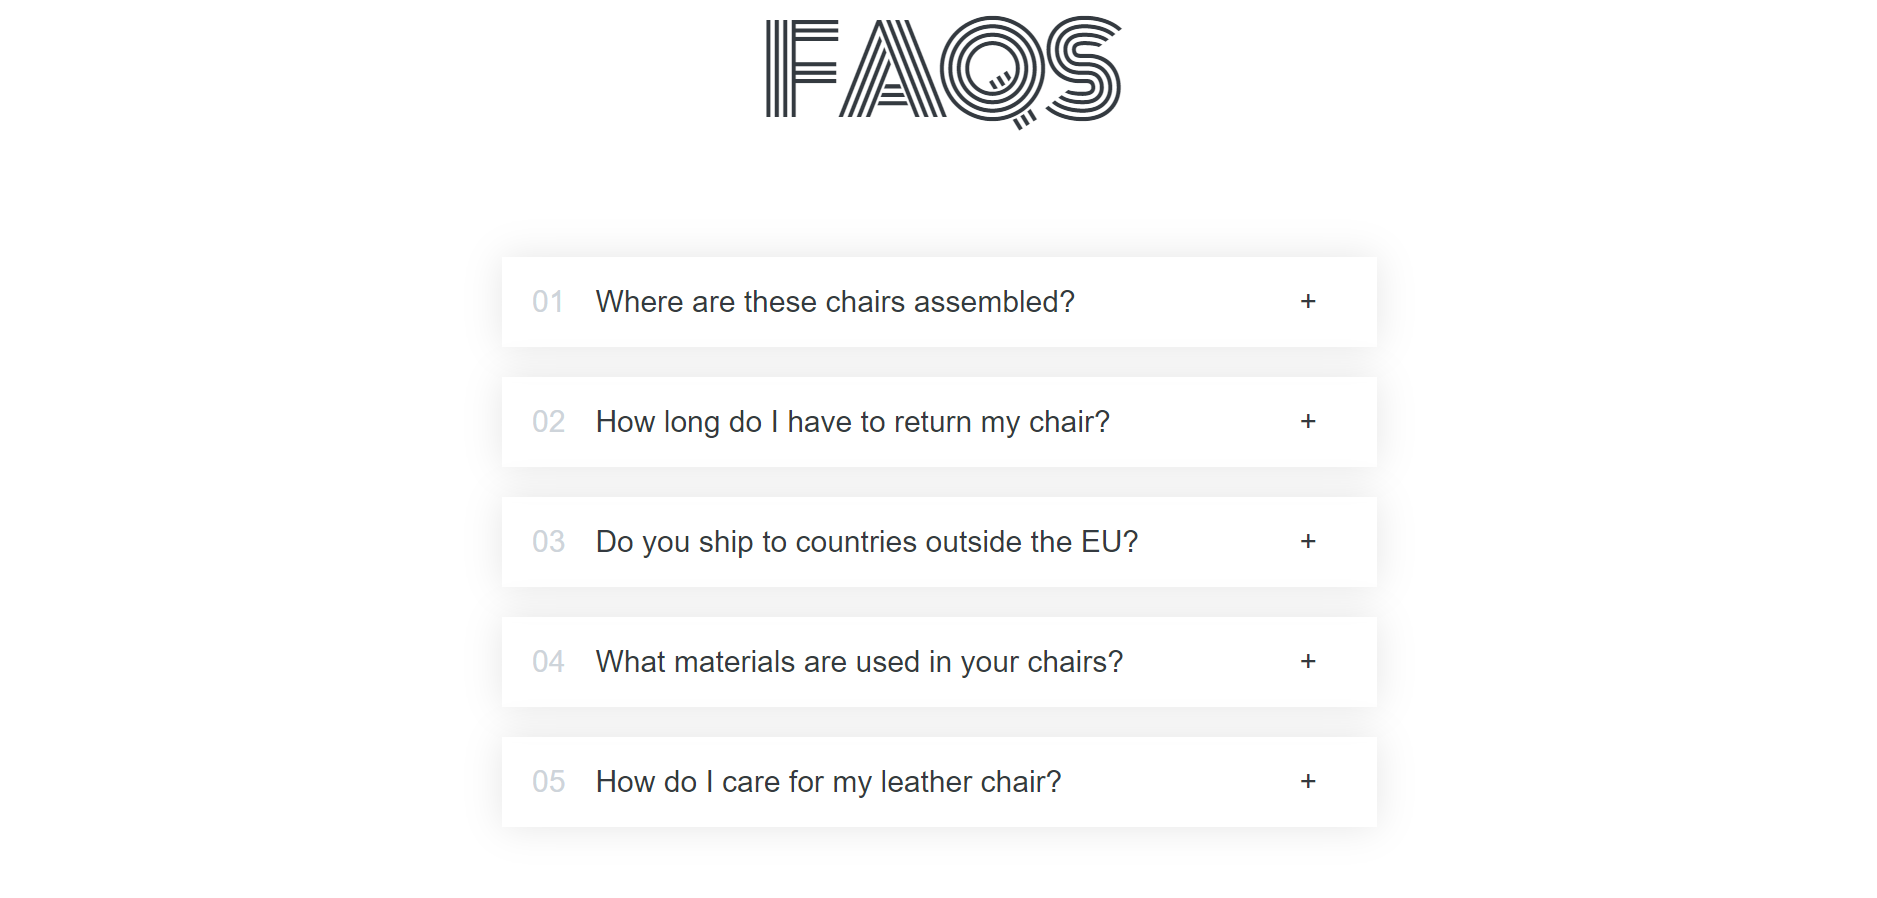 FAQS
01 Where are these chairs assembled? +
02 How long do I have to return my chair? +
03 Do you ship to countries outside the EU? +
04 What materials are used in your chairs? +
05 How do I care for my leather chair? +